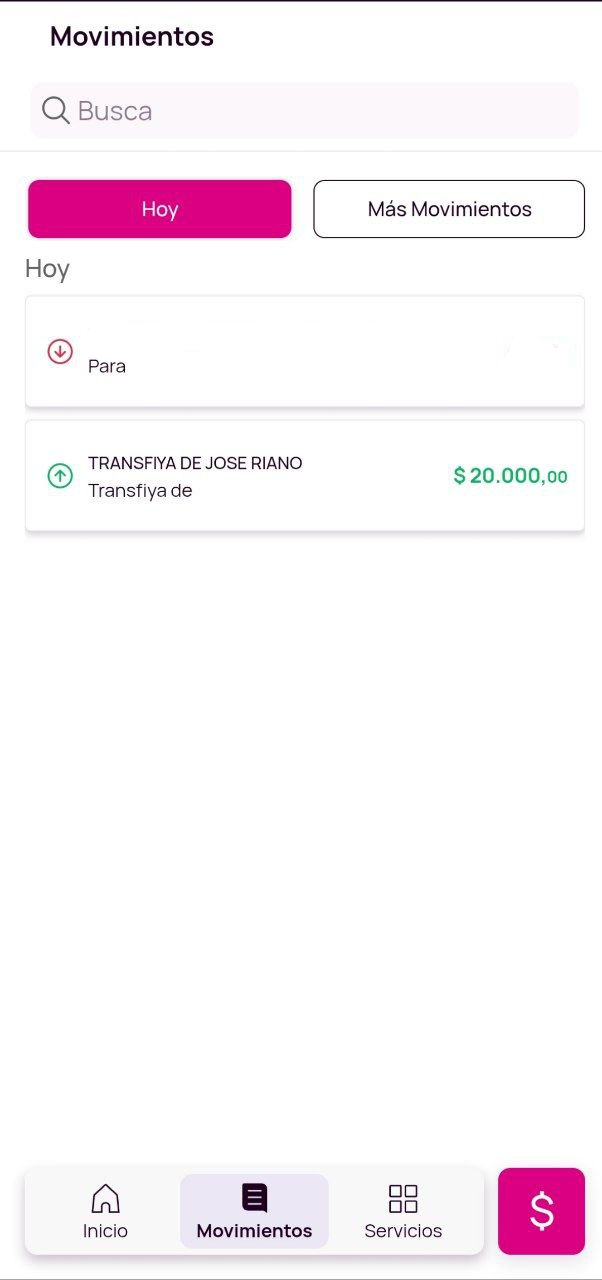 Movimientos
Busca
Hoy
Más Movimientos
Hoy
Para
TRANSFIYA DE JOSE RIANO
Transfiya de
$ 20.000,00
Inicio
Movimientos
Servicios
$